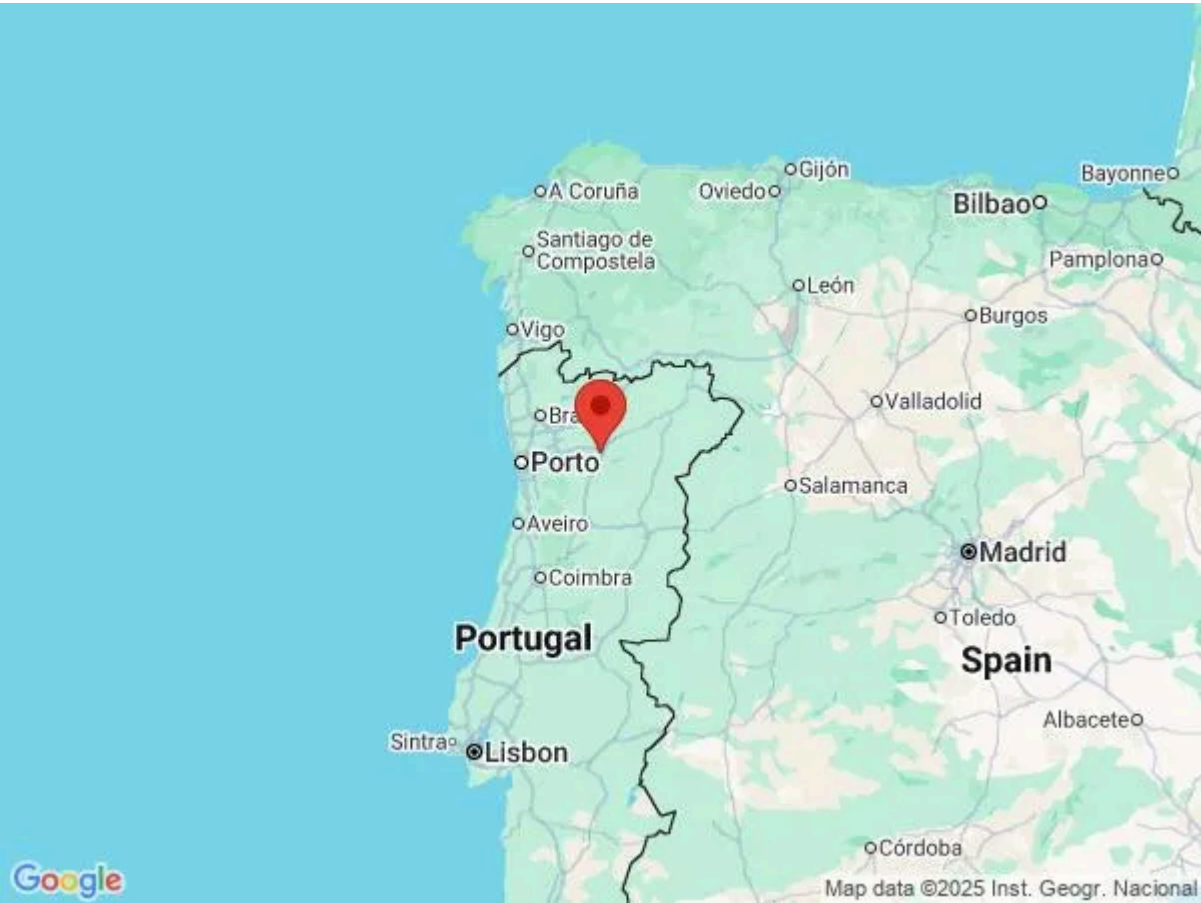 Gijón
Bayonne
A Coruña
Oviedo
Bilbao
Santiago de
Compostela
Pamplona
León
Burgos
Vigo
Valladolid
Bra
Porto
Salamanca
Aveiro
Madrid
Coimbra
Toledo
Portugal
Spain
Albacete
Sintra
Lisbon
Córdoba
Google
Map data ©2025 Inst. Geogr. Nacional